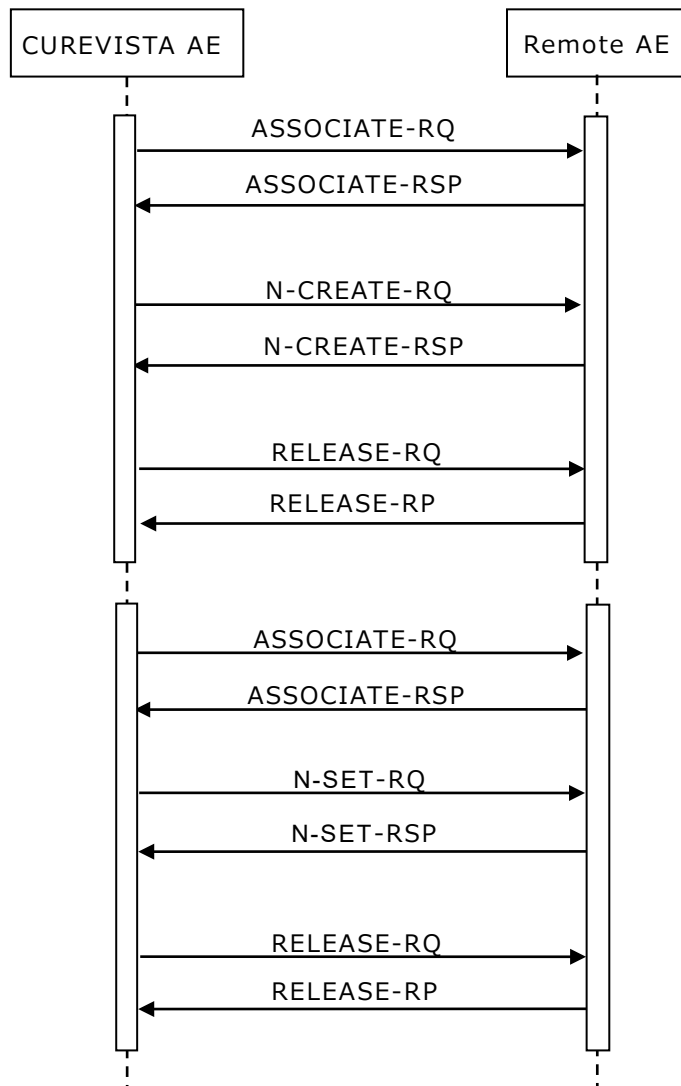 CUREVISTA AE
Remote AE
ASSOCIATE-RQ
ASSOCIATE-RSP
N-CREATE-RQ
N-CREATE-RSP
RELEASE-RQ
RELEASE-RP
ASSOCIATE-RQ
ASSOCIATE-RSP
N-SET-RQ
N-SET-RSP
RELEASE-RQ
RELEASE-RP